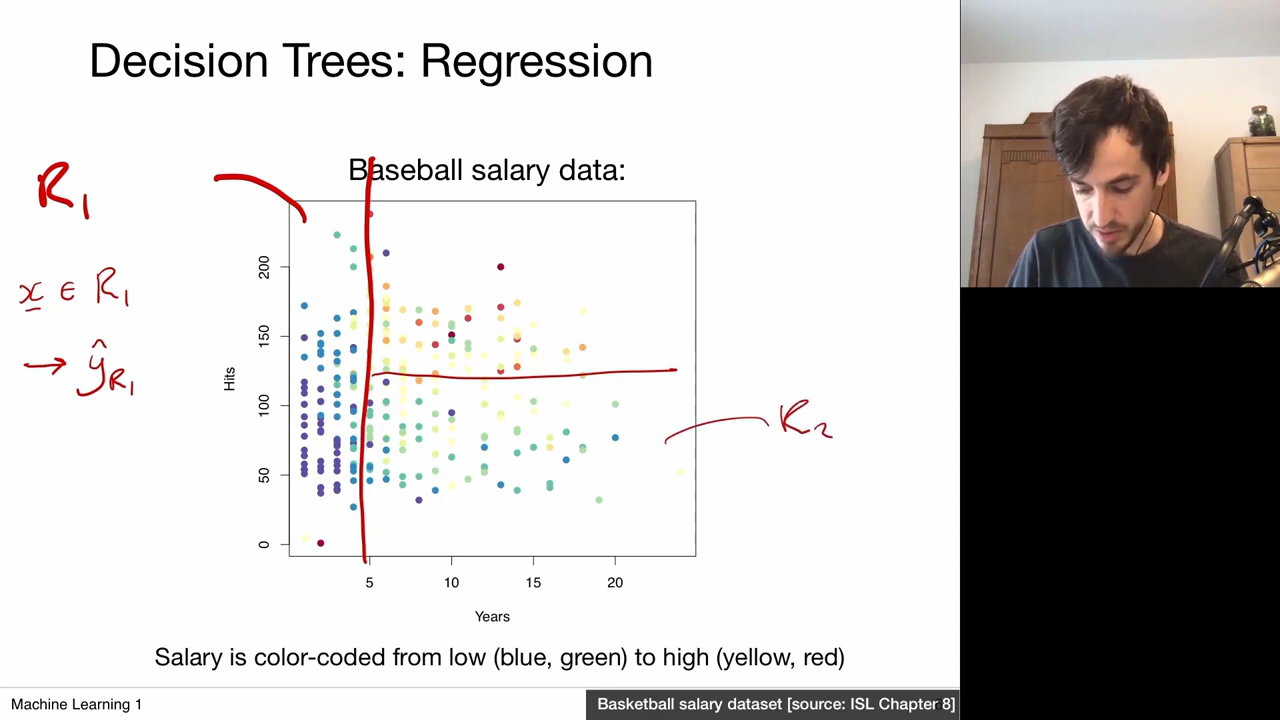 Decision Trees: Regression
Baseball salary data:
R₁
x ∈ R₁
→ ŷ_R₁
R₂
Hits
200
150
100
50
0
5 10 15 20
Years
Salary is color-coded from low (blue, green) to high (yellow, red)
Machine Learning 1
Basketball salary dataset [source: ISL Chapter 8]